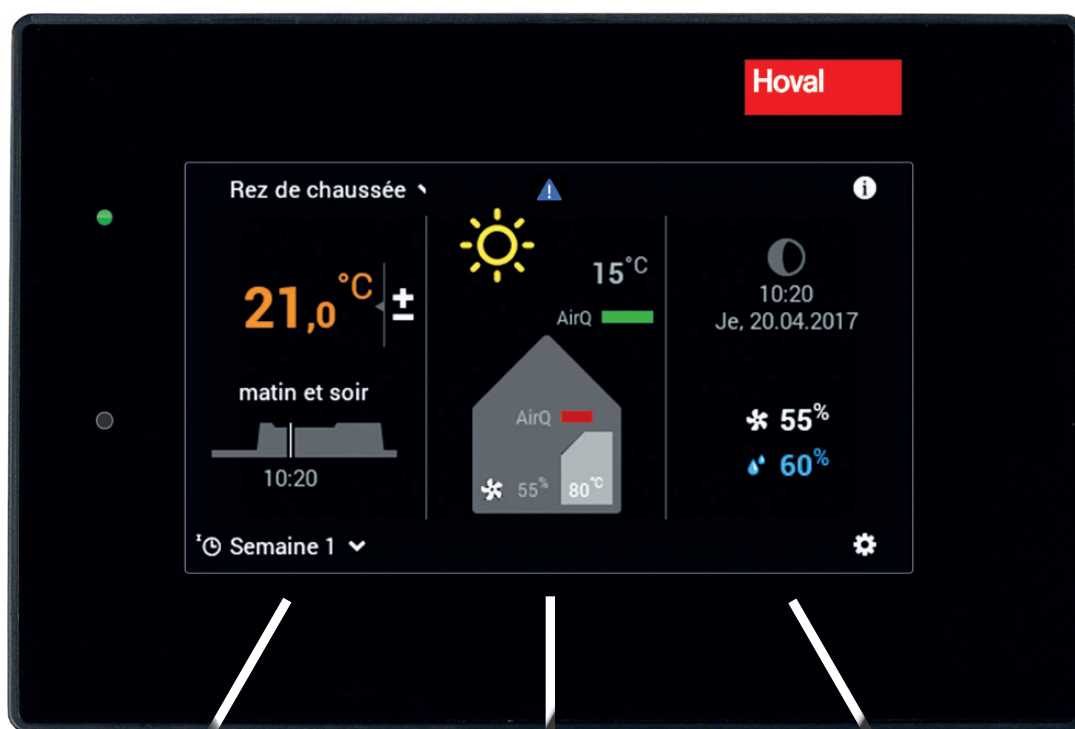 Hoval
Rez de chaussée
21,0 °C
±
matin et soir
10:20
Semaine 1
15°C
AirQ
AirQ
55%
80°C
10:20
Je, 20.04.2017
55%
60%